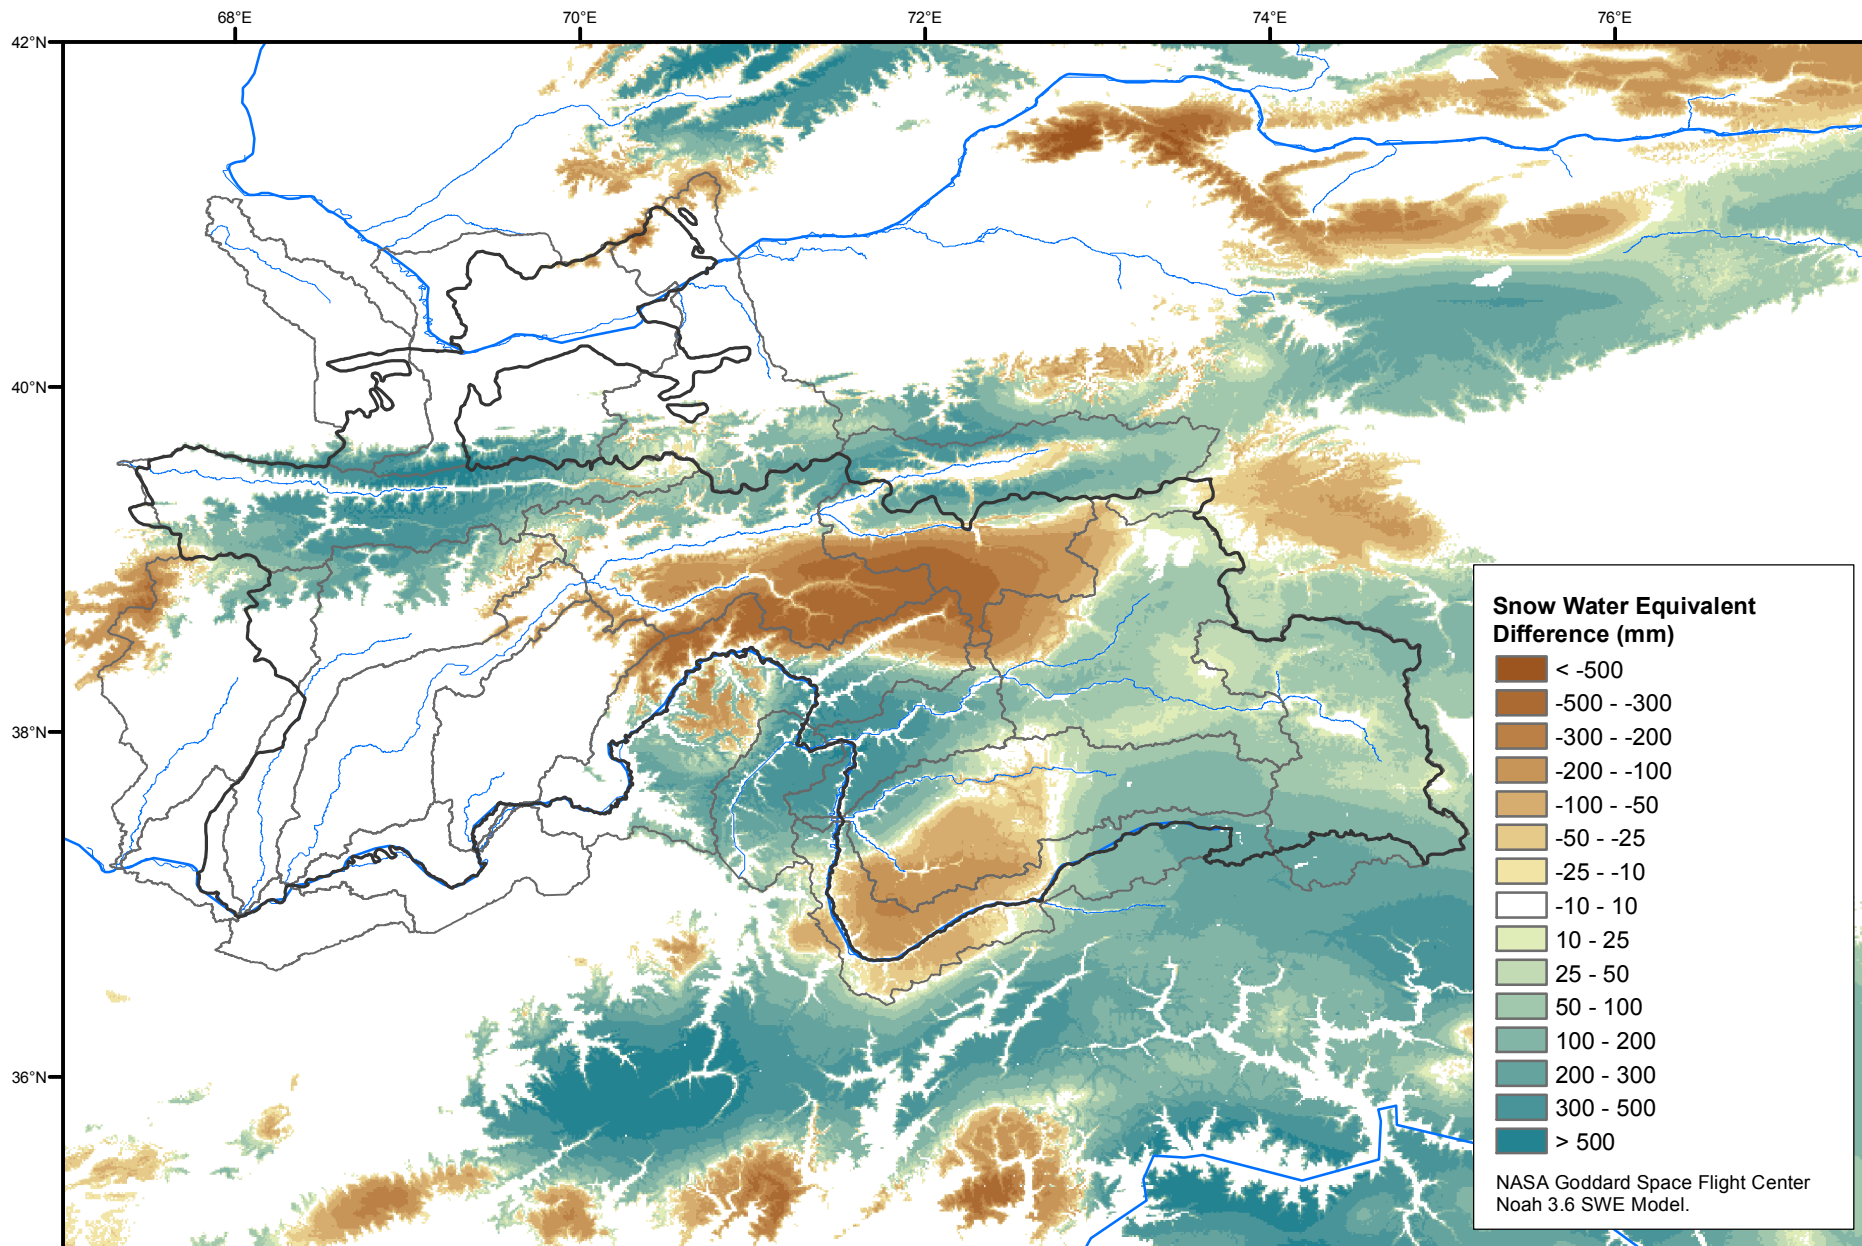 68°E
70°E
72°E
74°E
76°E
42°N
40°N
38°N
36°N
Snow Water Equivalent
Difference (mm)
< -500
-500 - -300
-300 - -200
-200 - -100
-100 - -50
-50 - -25
-25 - -10
-10 - 10
10 - 25
25 - 50
50 - 100
100 - 200
200 - 300
300 - 500
> 500
NASA Goddard Space Flight Center
Noah 3.6 SWE Model.